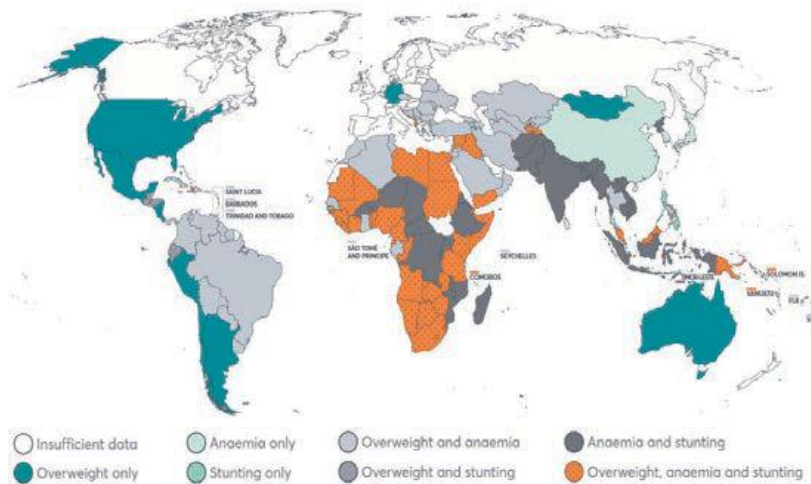 SAINT LUCIA
BARBADOS
TRINIDAD AND TOBAGO
SÃO TOMÉ
AND PRINCIPE
SEYCHELLES
COMOROS
TIMOR-LESTE
SOLOMON IS.
VANUATU
FIJI
Insufficient data
Anaemia only
Overweight and anaemia
Anaemia and stunting
Overweight only
Stunting only
Overweight and stunting
Overweight, anaemia and stunting